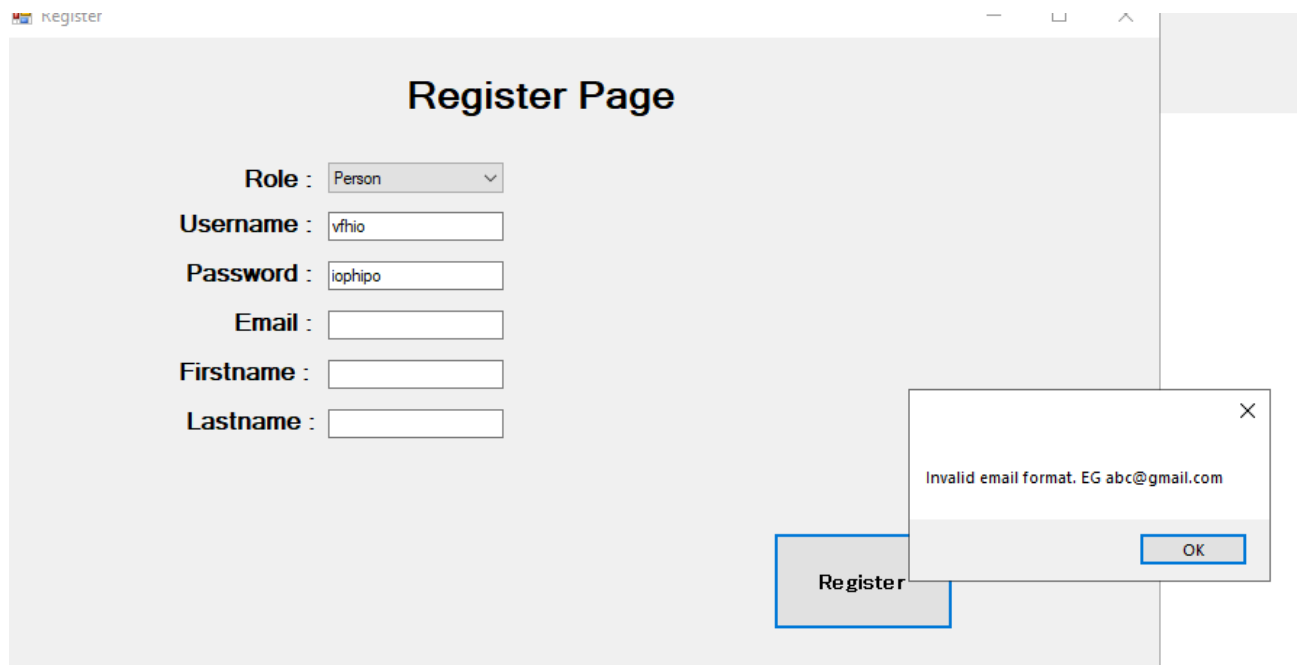 Register
Register Page
Role : Person
Username : vfhio
Password : iophipo
Email :
Firstname :
Lastname :
Invalid email format. EG abc@gmail.com
OK
Register